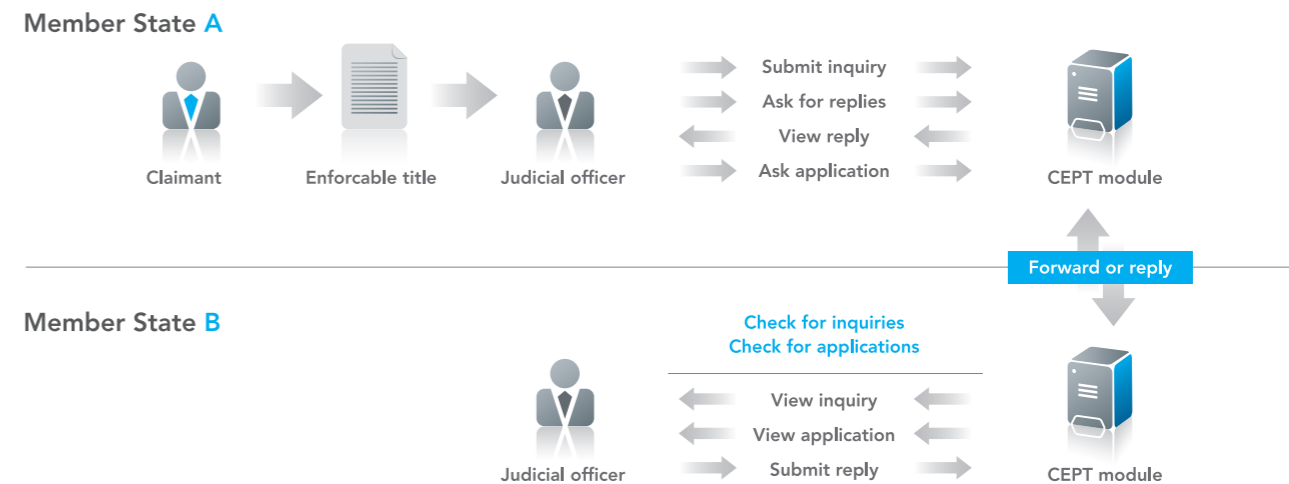 Member State A
Submit inquiry
Ask for replies
View reply
Ask application
Claimant
Enforcable title
Judicial officer
CEPT module
Forward or reply
Member State B
Check for inquiries
Check for applications
View inquiry
View application
Submit reply
Judicial officer
CEPT module